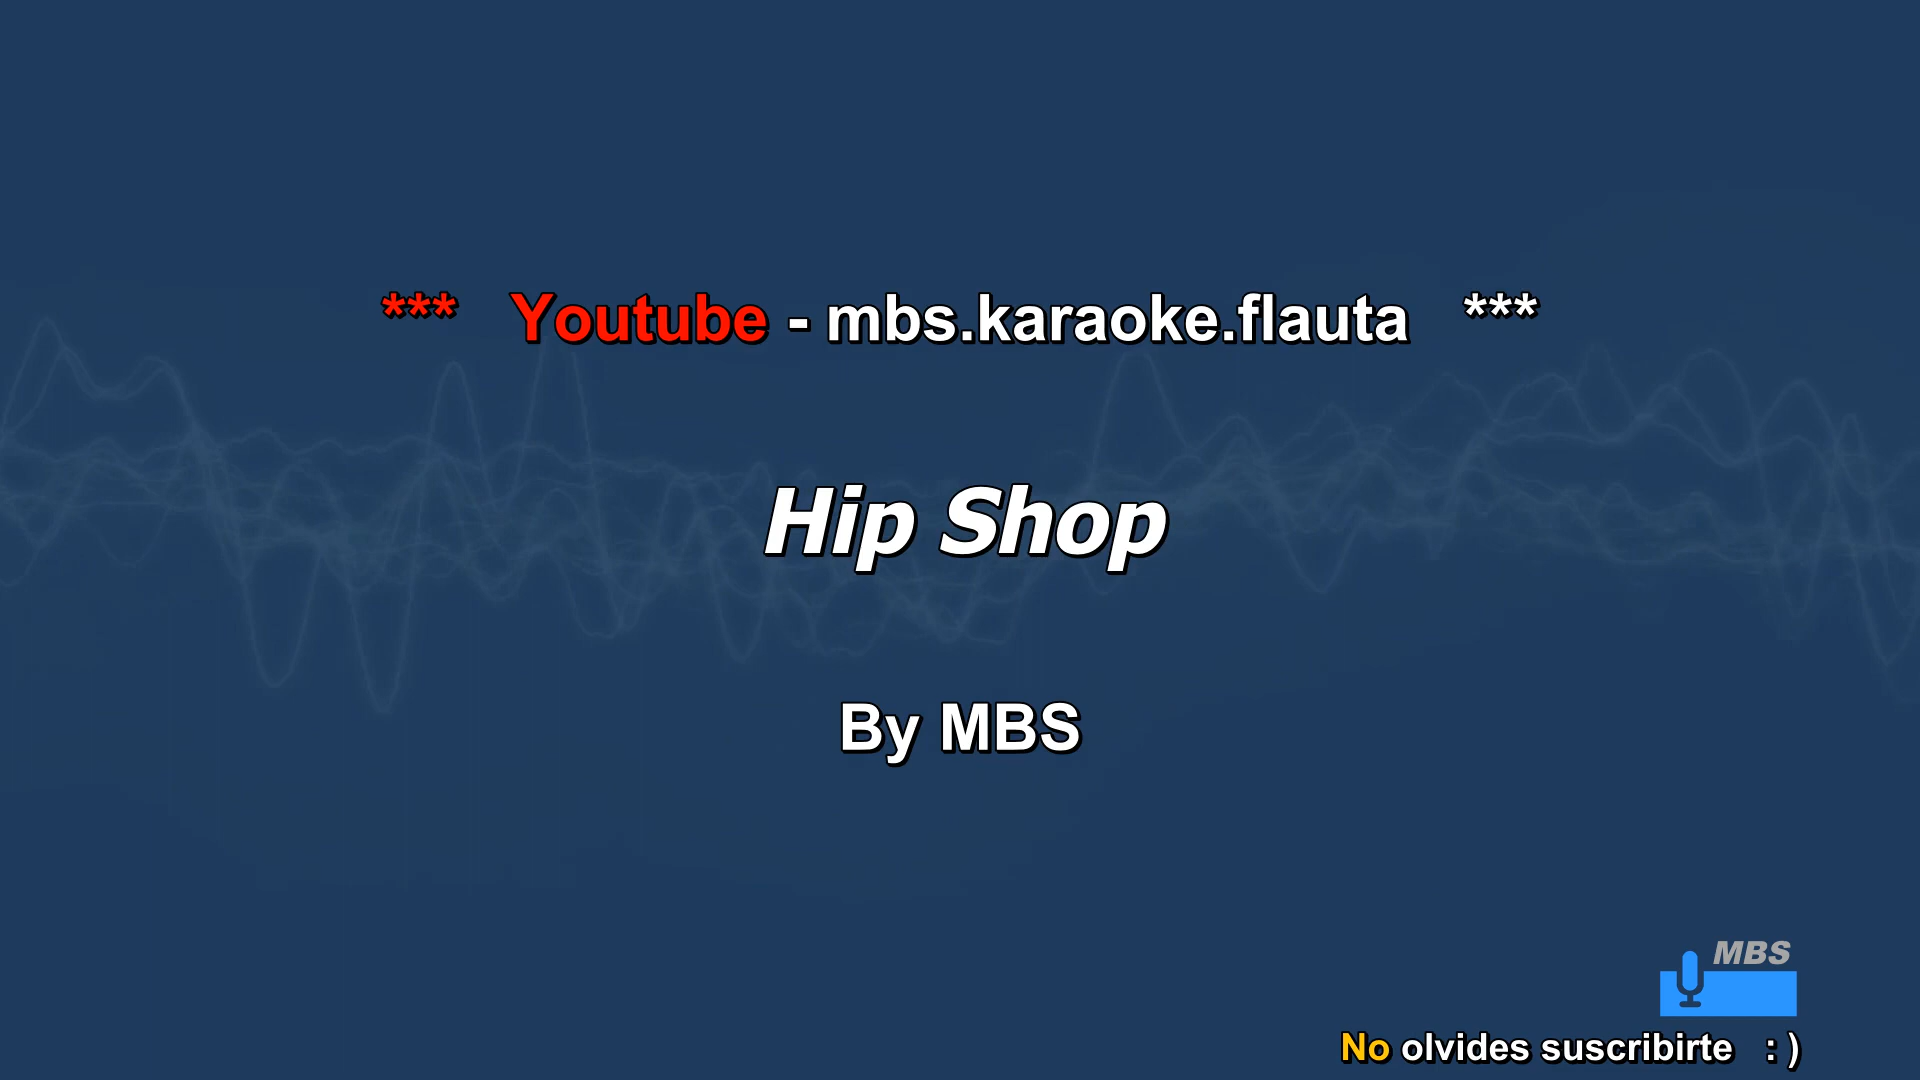 *** Youtube - mbs.karaoke.flauta ***
Hip Shop
By MBS
MBS
No olvides suscribirte : )